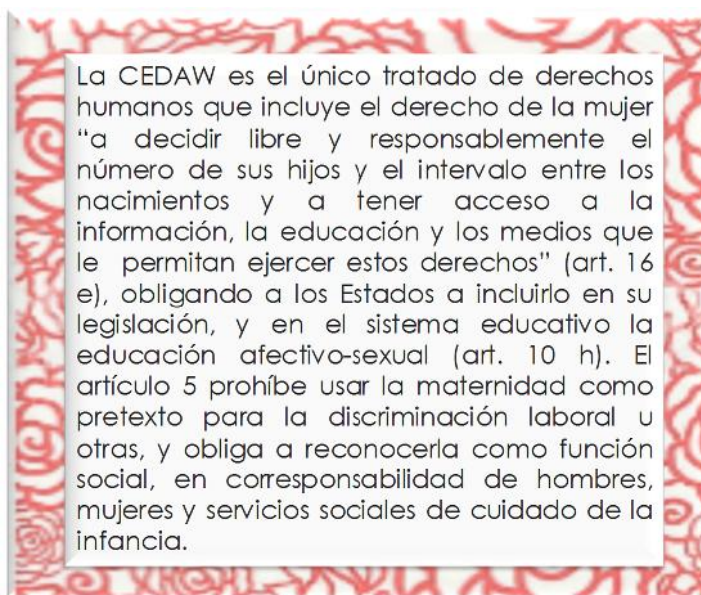 La CEDAW es el único tratado de derechos
humanos que incluye el derecho de la mujer
“a decidir libre y responsablemente el
número de sus hijos y el intervalo entre los
nacimientos y a tener acceso a la
información, la educación y los medios que
le permitan ejercer estos derechos” (art. 16
e), obligando a los Estados a incluirlo en su
legislación, y en el sistema educativo la
educación afectivo-sexual (art. 10 h). El
artículo 5 prohíbe usar la maternidad como
pretexto para la discriminación laboral u
otras, y obliga a reconocerla como función
social, en corresponsabilidad de hombres,
mujeres y servicios sociales de cuidado de la
infancia.